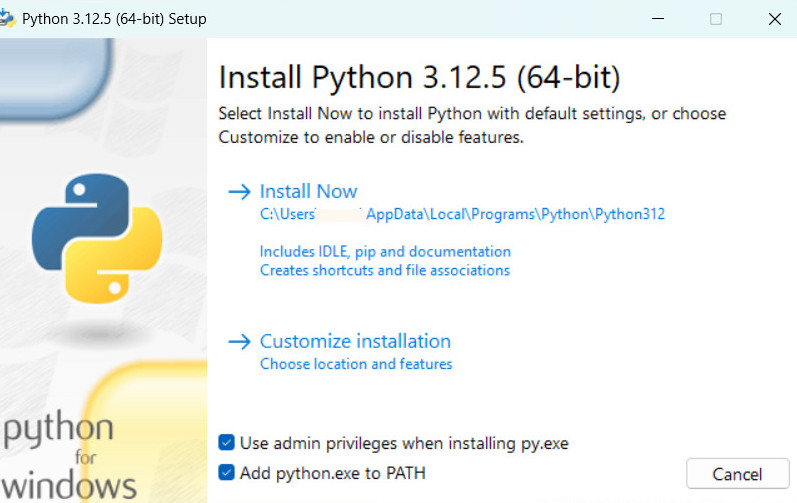 Python 3.12.5 (64-bit) Setup
Install Python 3.12.5 (64-bit)
Select Install Now to install Python with default settings, or choose
Customize to enable or disable features.
Install Now
C:\Users AppData\Local\Programs\Python\Python312
Includes IDLE, pip and documentation
Creates shortcuts and file associations
Customize installation
Choose location and features
Use admin privileges when installing py.exe
Add python.exe to PATH
Cancel
python
for
windows